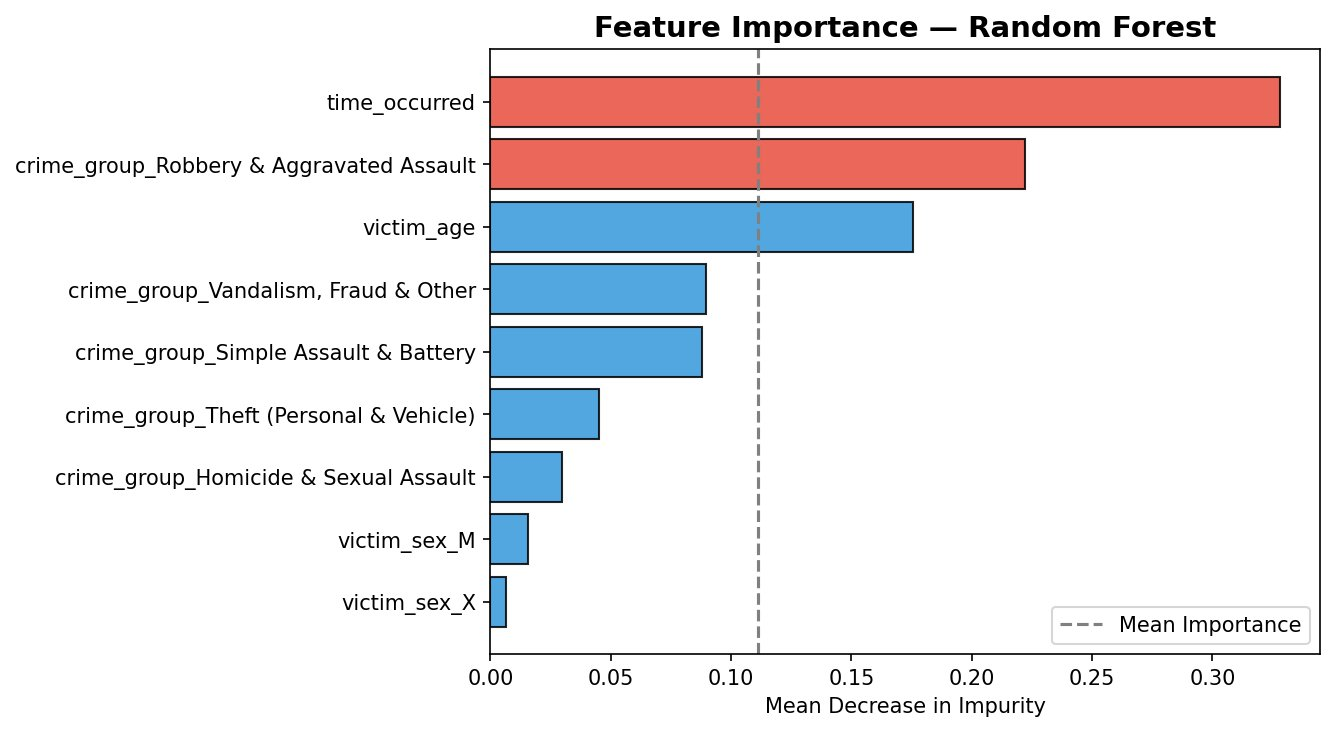 Feature Importance — Random Forest
time_occurred
crime_group_Robbery & Aggravated Assault
victim_age
crime_group_Vandalism, Fraud & Other
crime_group_Simple Assault & Battery
crime_group_Theft (Personal & Vehicle)
crime_group_Homicide & Sexual Assault
victim_sex_M
victim_sex_X
Mean Importance
0.00 0.05 0.10 0.15 0.20 0.25 0.30
Mean Decrease in Impurity